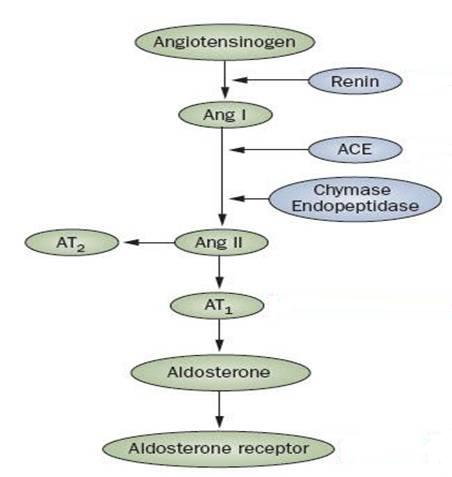 Angiotensinogen
Renin
Ang I
ACE
Chymase
Endopeptidase
AT₂
Ang II
AT₁
Aldosterone
Aldosterone receptor